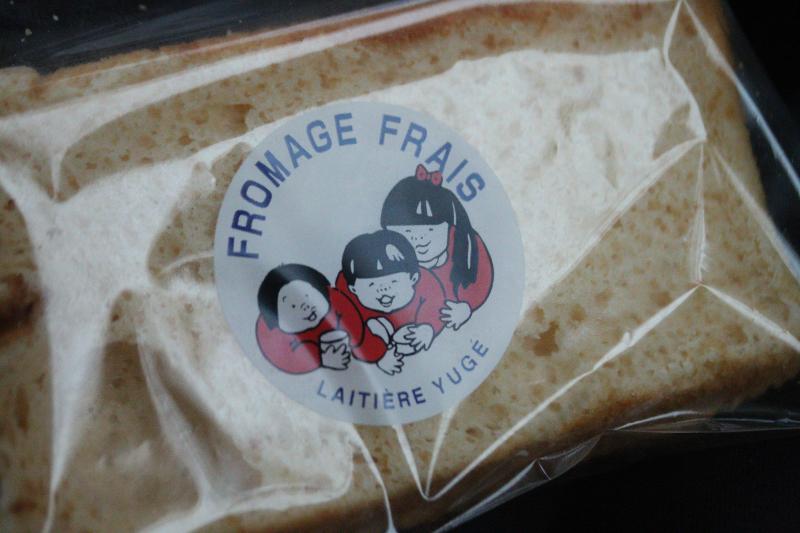 FROMAGE FRAIS
LAITIÈRE YUGÉ